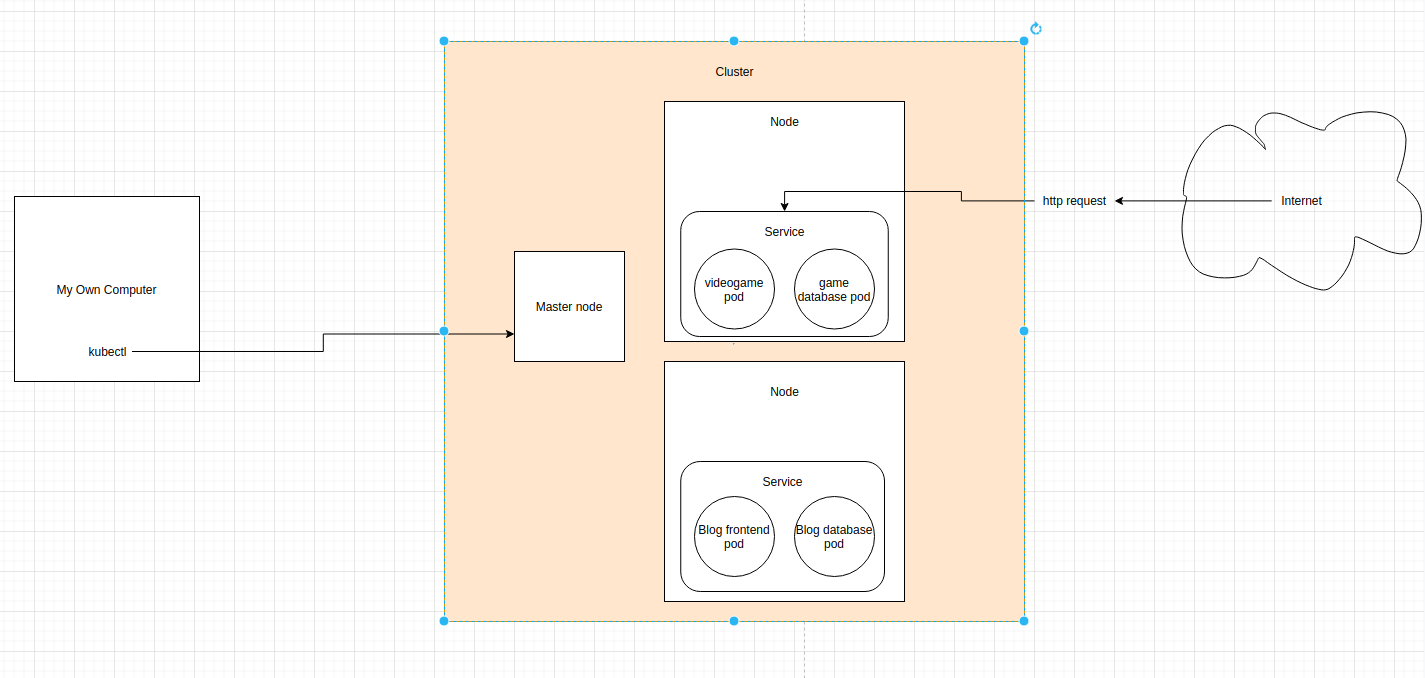 Cluster
Node
http request
Internet
Service
videogame
pod
game
database pod
My Own Computer
Master node
kubectl
Node
Service
Blog frontend
pod
Blog database
pod